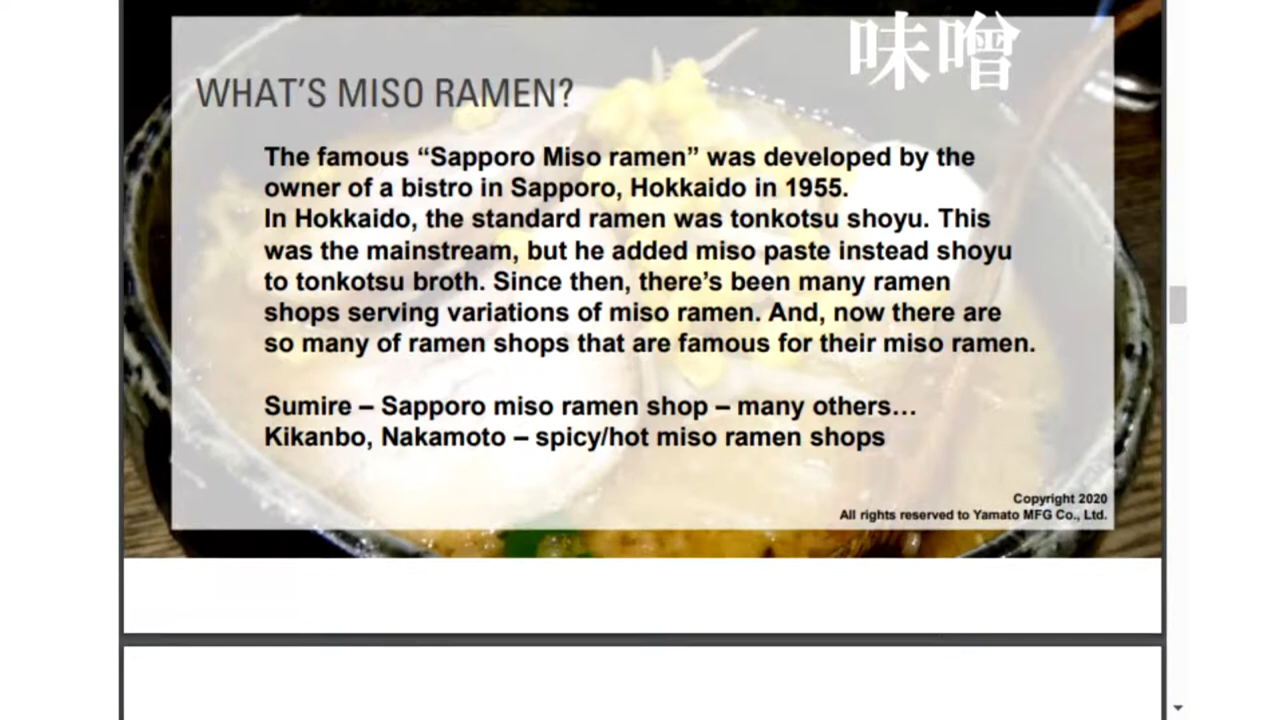 味噌
WHAT'S MISO RAMEN?
The famous “Sapporo Miso ramen” was developed by the
owner of a bistro in Sapporo, Hokkaido in 1955.
In Hokkaido, the standard ramen was tonkotsu shoyu. This
was the mainstream, but he added miso paste instead shoyu
to tonkotsu broth. Since then, there’s been many ramen
shops serving variations of miso ramen. And, now there are
so many of ramen shops that are famous for their miso ramen.
Sumire – Sapporo miso ramen shop – many others…
Kikanbo, Nakamoto – spicy/hot miso ramen shops
Copyright 2020
All rights reserved to Yamato MFG Co., Ltd.